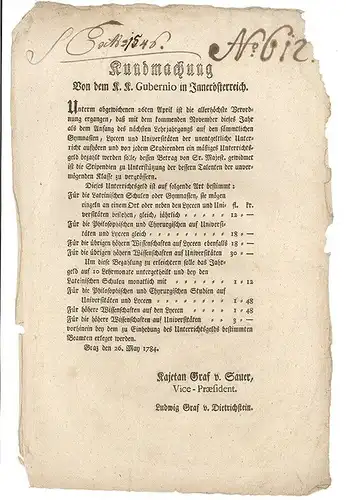 No 612.
Kundmachung
Von dem K. K. Gubernio in Innerösterreich.
Unterm abgewichenen 26ten April ist die allerhöchste Verord-
nung ergangen, daß mit kommenden November dieses Jahrs
als dem Anfang des nächsten Lehrjahrgangs auf den sämmtlichen
Gymnasien, Lyceen und Universitäten der unentgeltliche Unter-
richt aufhören und von jedem Studirenden ein mäßiges Unterrichts-
geld bezahlt werden solle, dessen Betrag von Sr. Majest. gewidmet
ist die Stipendien zu Unterstützung der bessern Talenten der unver-
mögenden Klasse zu vergrössern.
Dieses Unterrichtsgeld ist auf folgende Art bestimmt:
Für die Lateinischen Schulen oder Gymnasien, sie mögen
einzeln an einem Ort oder neben den Lyceen und Uni- fl. kr.
versitäten bestehen, gleich, jährlich 12 —
Für die Philosophischen und Chyrurgischen auf Universi-
täten und Lyceen gleich 18 —
Für die übrigen höhern Wissenschaften auf Lyceen ebenfalls 18 —
Für die übrigen höhern Wissenschaften auf Universitäten 30 —
Um diese Bezahlung zu erleichtern solle das Jahr-
geld auf 10 Lehrmonate untergetheilt und bey den
Lateinischen Schulen monatlich mit 1 12
Für die Philosophischen und Chyrurgischen Studien auf
Universitäten und Lyceen 1 48
Für höhere Wissenschaften auf den Lyceen 1 48
Für die höhere Wissenschaften auf Universitäten 3 —
vorhinein bey dem zu Einhebung des Unterrichtsgelds bestimmten
Beamten erleget werden.
Graz den 26. May 1784.
Kajetan Graf v. Sauer,
Vice-Præsident.
Ludwig Graf v. Dietrichstein.